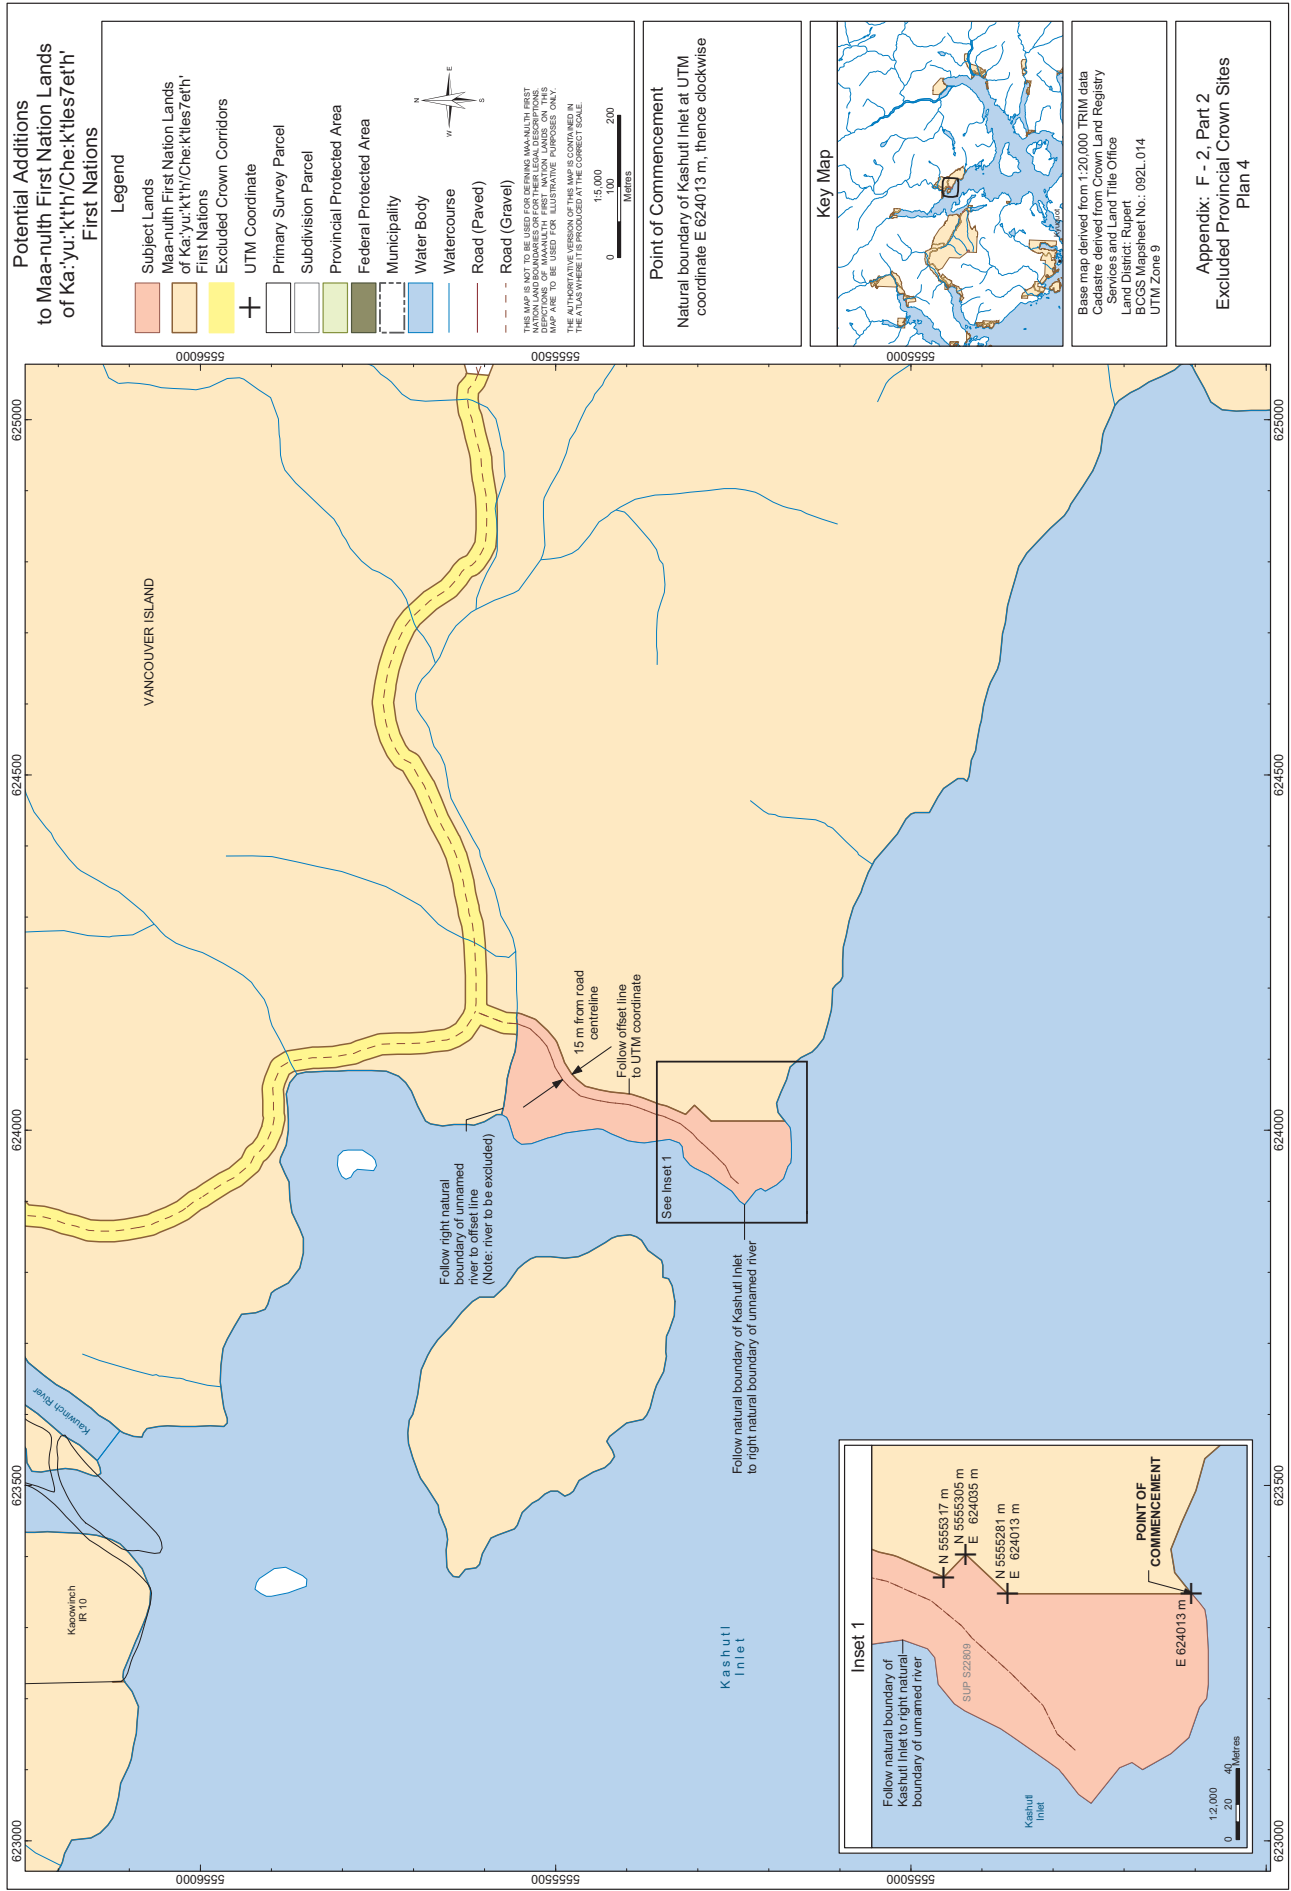 Potential Additions
to Maa-nulth First Nation Lands
of Ka:'yu:'k't'h'/Che:k'tles7et'h'
First Nations
Legend
Subject Lands
Maa-nulth First Nation Lands
of Ka:'yu:'k't'h'/Che:k'tles7et'h'
First Nations
Excluded Crown Corridors
UTM Coordinate
Primary Survey Parcel
Subdivision Parcel
Provincial Protected Area
Federal Protected Area
Municipality
Water Body
Watercourse
Road (Paved)
Road (Gravel)
N
E
S
W
THIS MAP IS NOT TO BE USED FOR DEFINING MAA-NULTH FIRST
NATION LAND BOUNDARIES OR FOR THEIR LEGAL DESCRIPTIONS.
DEPICTIONS OF MAA-NULTH FIRST NATION LANDS ON THIS
MAP ARE TO BE USED FOR ILLUSTRATIVE PURPOSES ONLY.
THE AUTHORITATIVE VERSION OF THIS MAP IS CONTAINED IN
THE ATLAS WHERE IT IS PRODUCED AT THE CORRECT SCALE.
1:5,000
0 100 200
Metres
Point of Commencement
Natural boundary of Kashutl Inlet at UTM
coordinate E 624013 m, thence clockwise
Key Map
Kyuquot
Base map derived from 1:20,000 TRIM data
Cadastre derived from Crown Land Registry
Services and Land Title Office
Land District: Rupert
BCGS Mapsheet No.: 092L.014
UTM Zone 9
Appendix: F - 2, Part 2
Excluded Provincial Crown Sites
Plan 4
623000
623500
624000
624500
625000
5556000
5555500
5555000
623000
623500
624000
624500
625000
5556000
5555500
5555000
VANCOUVER ISLAND
Kauwinch River
Kaoowinch
IR 10
Follow right natural
boundary of unnamed
river to offset line
(Note: river to be excluded)
15 m from road
centreline
Follow offset line
to UTM coordinate
See Inset 1
Follow natural boundary of Kashutl Inlet
to right natural boundary of unnamed river
Kashutl
Inlet
Inset 1
Follow natural boundary of
Kashutl Inlet to right natural
boundary of unnamed river
SUP S22809
N 5555317 m
N 5555305 m
E 624035 m
N 5555281 m
E 624013 m
POINT OF
COMMENCEMENT
E 624013 m
Kashutl
Inlet
1:2,000
0 20 40
Metres